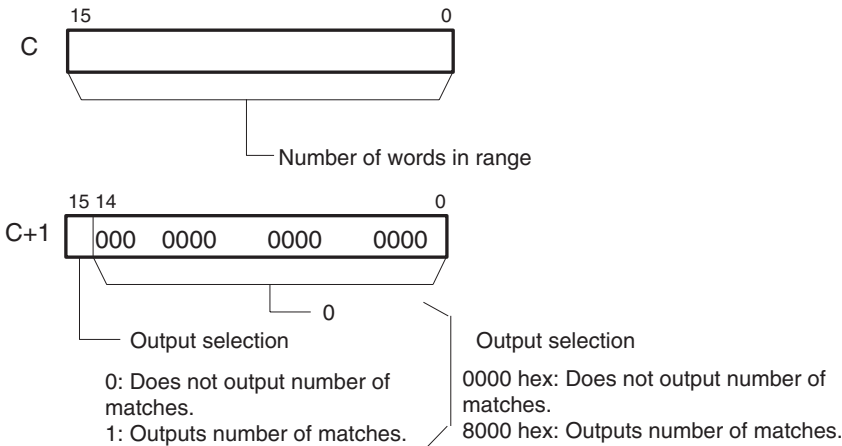 15 0
C
Number of words in range
15 14 0
C+1
000 0000 0000 0000
0
Output selection
0: Does not output number of
matches.
1: Outputs number of matches.
Output selection
0000 hex: Does not output number of
matches.
8000 hex: Outputs number of matches.